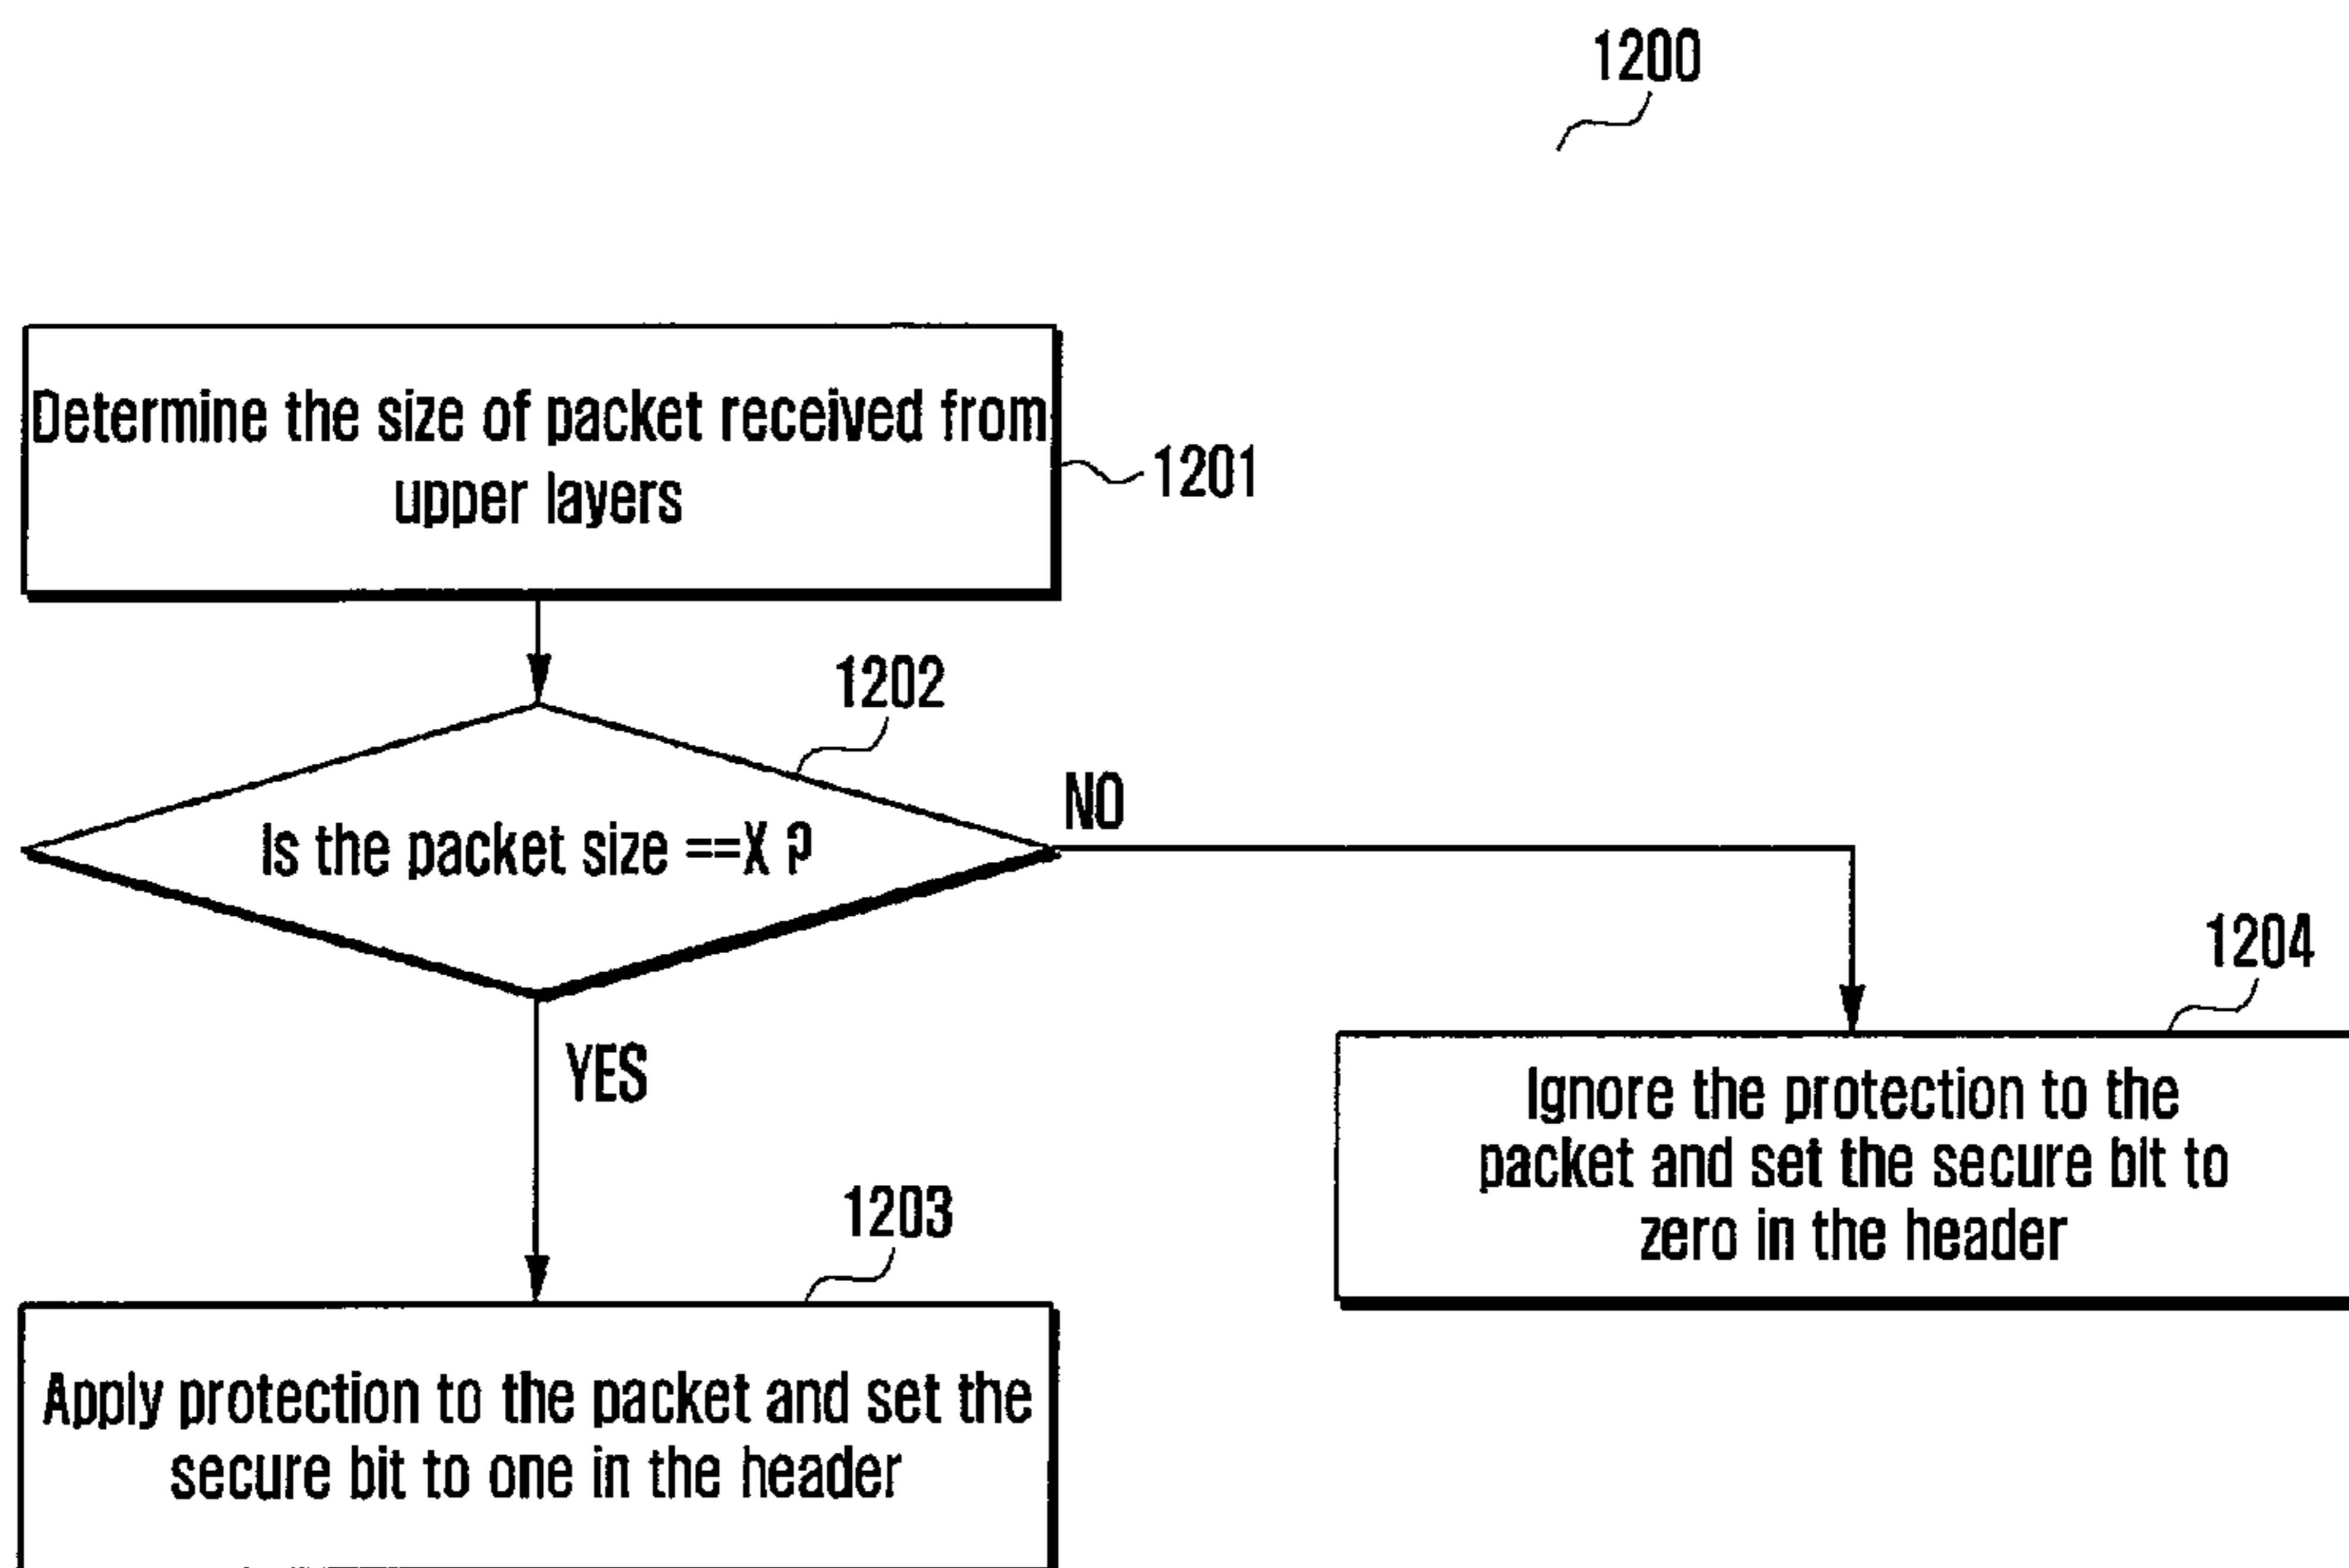 1200
Determine the size of packet received from
upper layers
1201
1202
Is the packet size ==X ?
NO
YES
1204
Ignore the protection to the
packet and set the secure bit to
zero in the header
1203
Apply protection to the packet and set the
secure bit to one in the header